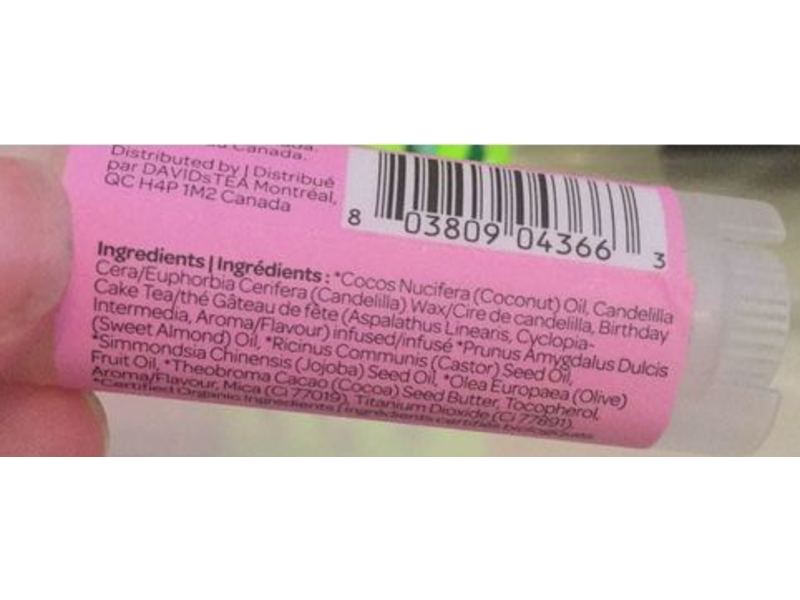 Canada.
Distributed by | Distribué
par DAVIDsTEA Montréal,
QC H4P 1M2 Canada
8 03809 04366 3
Ingredients | Ingrédients : *Cocos Nucifera (Coconut) Oil, Candelilla
Cera/Euphorbia Cerifera (Candelilla) Wax/Cire de candelilla, Birthday
Cake Tea/thé Gâteau de fête (Aspalathus Linearis, Cyclopia-
Intermedia, Aroma/Flavour) infused/infusé *Prunus Amygdalus Dulcis
(Sweet Almond) Oil, *Ricinus Communis (Castor) Seed Oil,
*Simmondsia Chinensis (Jojoba) Seed Oil, *Olea Europaea (Olive)
Fruit Oil, *Theobroma Cacao (Cocoa) Seed Butter, Tocopherol,
Aroma/Flavour, Mica (CI 77019), Titanium Dioxide (CI 77891).
*Certified Organic Ingredients | Ingrédients certifiés biologiques